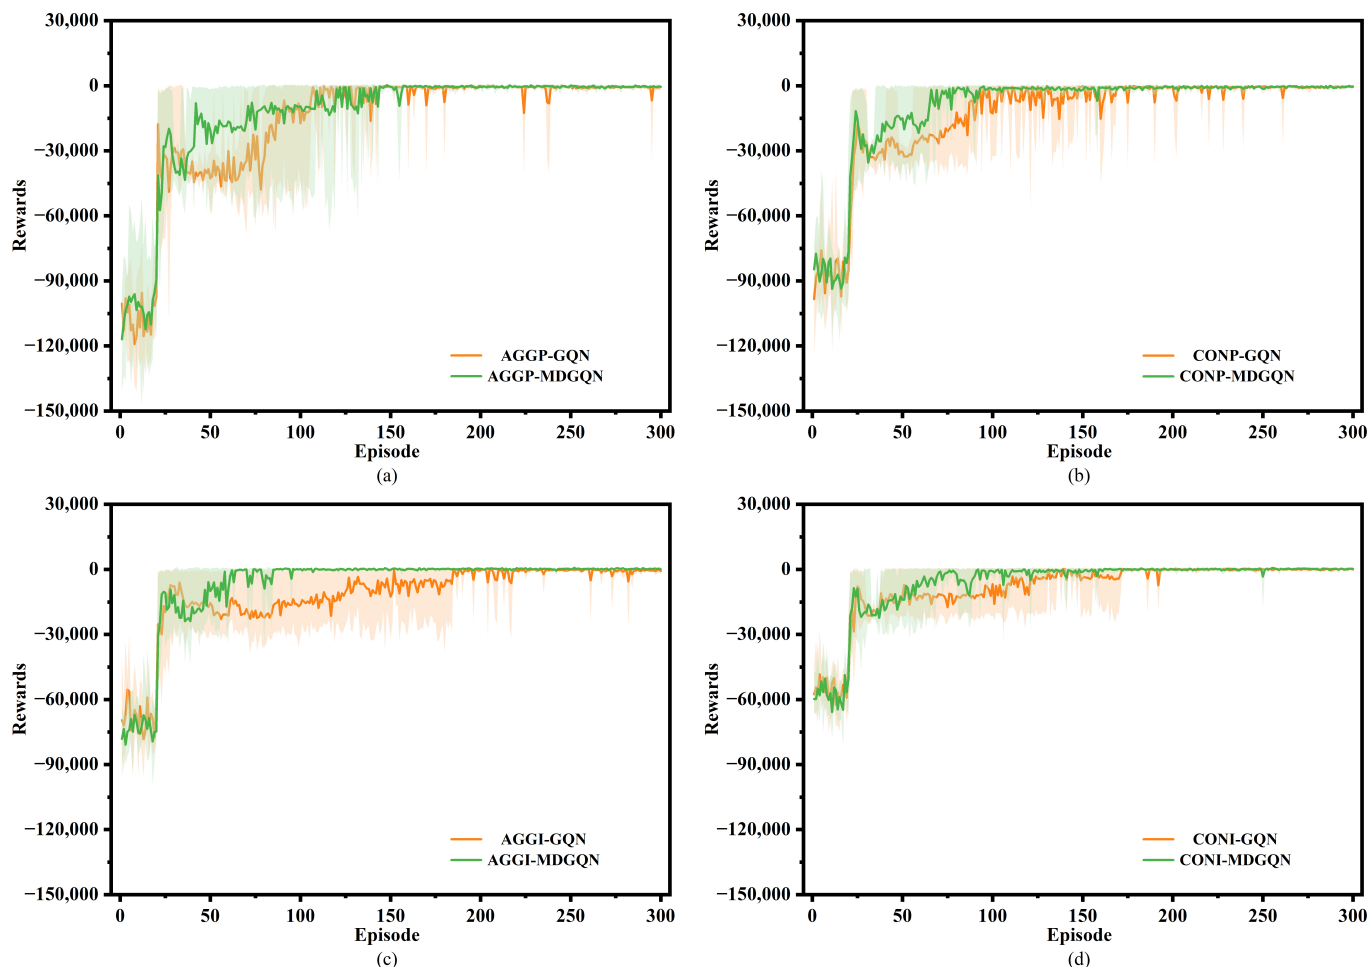 30,000
0
−30,000
−60,000
−90,000
−120,000
−150,000
Rewards
0
50
100
150
200
250
300
Episode
AGGP-GQN
AGGP-MDGQN
(a)
30,000
0
−30,000
−60,000
−90,000
−120,000
−150,000
Rewards
0
50
100
150
200
250
300
Episode
CONP-GQN
CONP-MDGQN
(b)
30,000
0
−30,000
−60,000
−90,000
−120,000
−150,000
Rewards
0
50
100
150
200
250
300
Episode
AGGI-GQN
AGGI-MDGQN
(c)
30,000
0
−30,000
−60,000
−90,000
−120,000
−150,000
Rewards
0
50
100
150
200
250
300
Episode
CONI-GQN
CONI-MDGQN
(d)